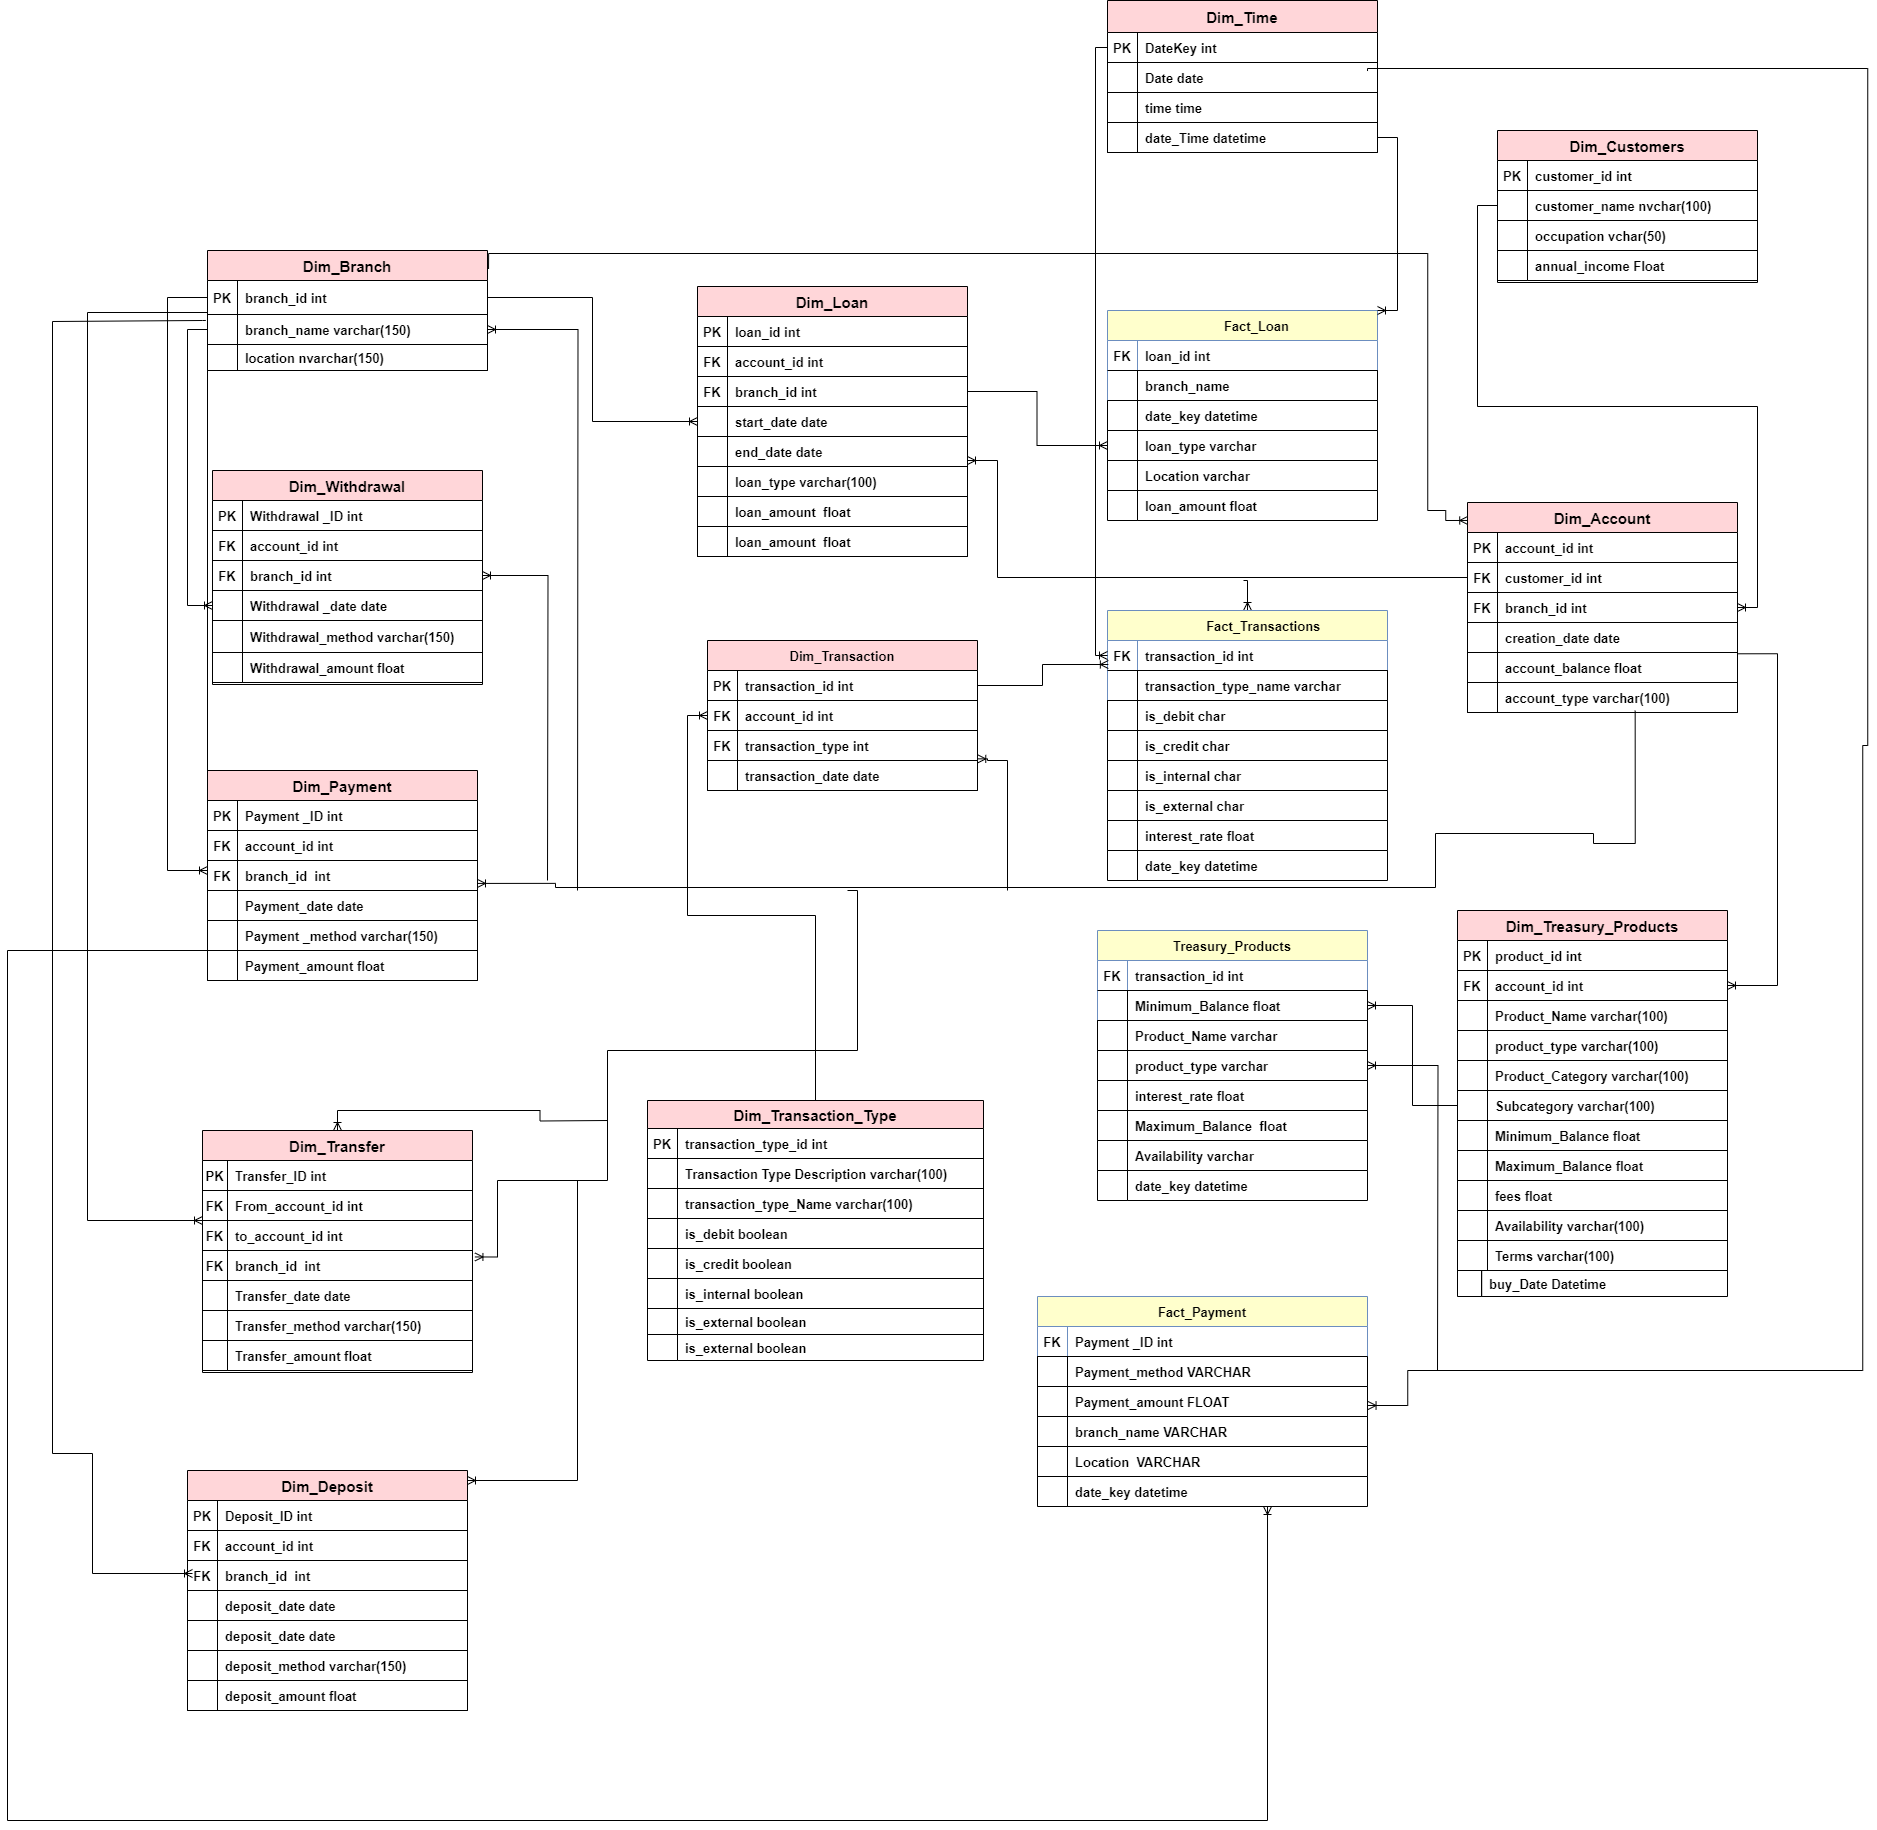 Dim_Time
PK DateKey int
Date date
time time
date_Time datetime
Dim_Customers
PK customer_id int
customer_name nvchar(100)
occupation vchar(50)
annual_income Float
Dim_Branch
PK branch_id int
branch_name varchar(150)
location nvarchar(150)
Dim_Loan
PK loan_id int
FK account_id int
FK branch_id int
start_date date
end_date date
loan_type varchar(100)
loan_amount  float
loan_amount  float
Fact_Loan
FK loan_id int
branch_name
date_key datetime
loan_type varchar
Location varchar
loan_amount float
Dim_Withdrawal
PK Withdrawal _ID int
FK account_id int
FK branch_id int
Withdrawal _date date
Withdrawal_method varchar(150)
Withdrawal_amount float
Dim_Account
PK account_id int
FK customer_id int
FK branch_id int
creation_date date
account_balance float
account_type varchar(100)
Dim_Transaction
PK transaction_id int
FK account_id int
FK transaction_type int
transaction_date date
Fact_Transactions
FK transaction_id int
transaction_type_name varchar
is_debit char
is_credit char
is_internal char
is_external char
interest_rate float
date_key datetime
Dim_Payment
PK Payment _ID int
FK account_id int
FK branch_id  int
Payment_date date
Payment _method varchar(150)
Payment_amount float
Treasury_Products
FK transaction_id int
Minimum_Balance float
Product_Name varchar
product_type varchar
interest_rate float
Maximum_Balance  float
Availability varchar
date_key datetime
Dim_Treasury_Products
PK product_id int
FK account_id int
Product_Name varchar(100)
product_type varchar(100)
Product_Category varchar(100)
Subcategory varchar(100)
Minimum_Balance float
Maximum_Balance float
fees float
Availability varchar(100)
Terms varchar(100)
buy_Date Datetime
Dim_Transfer
PK Transfer_ID int
FK From_account_id int
FK to_account_id int
FK branch_id  int
Transfer_date date
Transfer_method varchar(150)
Transfer_amount float
Dim_Transaction_Type
PK transaction_type_id int
Transaction Type Description varchar(100)
transaction_type_Name varchar(100)
is_debit boolean
is_credit boolean
is_internal boolean
is_external boolean
is_external boolean
Fact_Payment
FK Payment _ID int
Payment_method VARCHAR
Payment_amount FLOAT
branch_name VARCHAR
Location  VARCHAR
date_key datetime
Dim_Deposit
PK Deposit_ID int
FK account_id int
FK branch_id  int
deposit_date date
deposit_date date
deposit_method varchar(150)
deposit_amount float